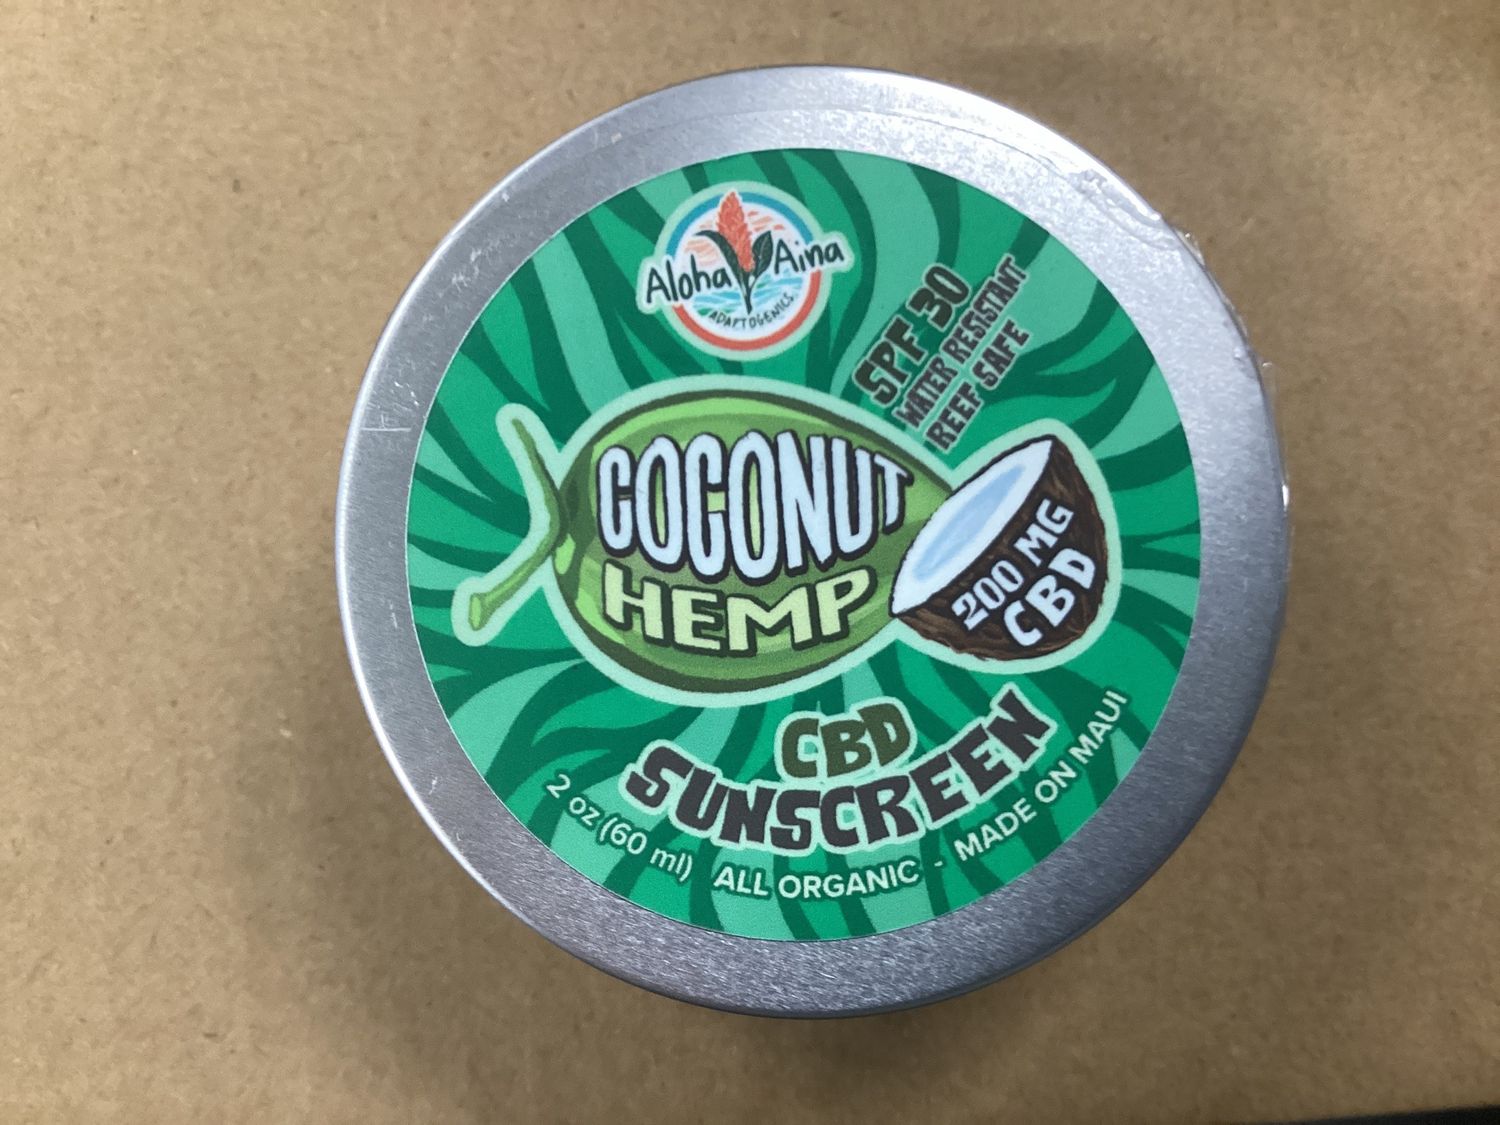 Aloha Aina
ADAPTOGENICS
SPF 30
WATER RESISTANT
REEF SAFE
COCONUT
HEMP
200 MG
CBD
CBD
SUNSCREEN
2 oz (60 ml) ALL ORGANIC - MADE ON MAUI